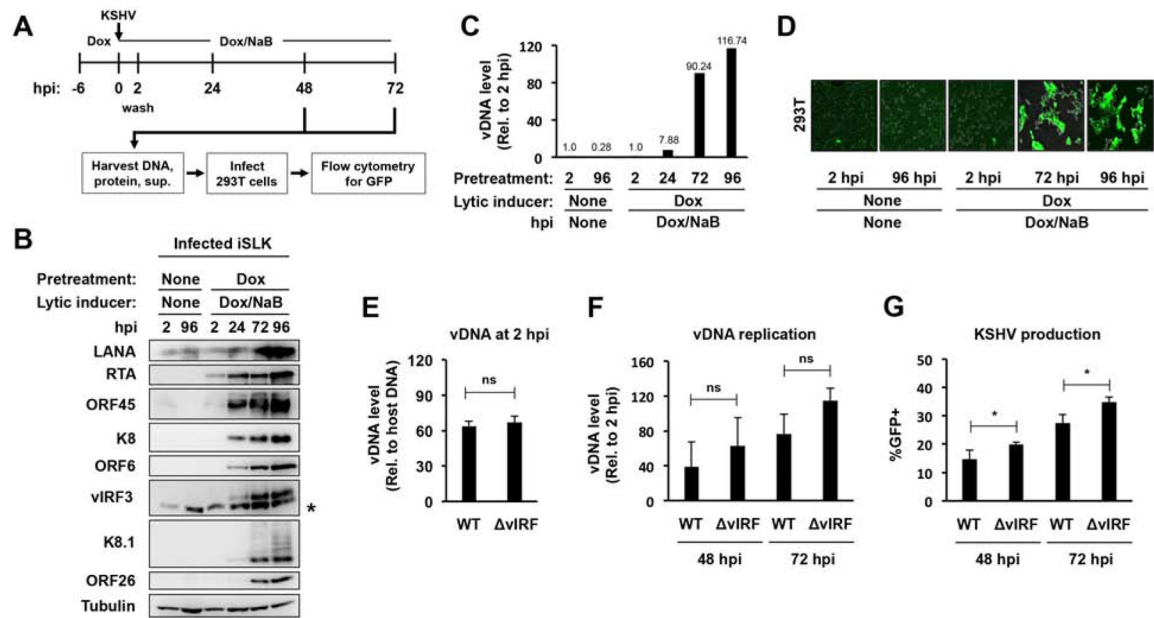 A
KSHV
Dox
Dox/NaB
hpi: -6 0 2 24 48 72
wash
Harvest DNA,
protein, sup.
Infect
293T cells
Flow cytometry
for GFP
B
Infected iSLK
Pretreatment: None Dox
Lytic inducer: None Dox/NaB
hpi 2 96 2 24 72 96
LANA
RTA
ORF45
K8
ORF6
vIRF3
*
K8.1
ORF26
Tubulin
C
vDNA level
(Rel. to 2 hpi)
120
80
40
0
1.0 0.28 1.0 7.88 90.24 116.74
Pretreatment: 2 96 2 24 72 96
Lytic inducer: None Dox
hpi None Dox/NaB
D
293T
2 hpi 96 hpi 2 hpi 72 hpi 96 hpi
None Dox
None Dox/NaB
E
vDNA at 2 hpi
vDNA level
(Rel. to host DNA)
120
90
60
30
0
ns
WT ΔvIRF
F
vDNA replication
vDNA level
(Rel. to 2 hpi)
160
120
80
40
0
ns
ns
WT ΔvIRF WT ΔvIRF
48 hpi 72 hpi
G
KSHV production
%GFP+
50
40
30
20
10
0
*
*
WT ΔvIRF WT ΔvIRF
48 hpi 72 hpi